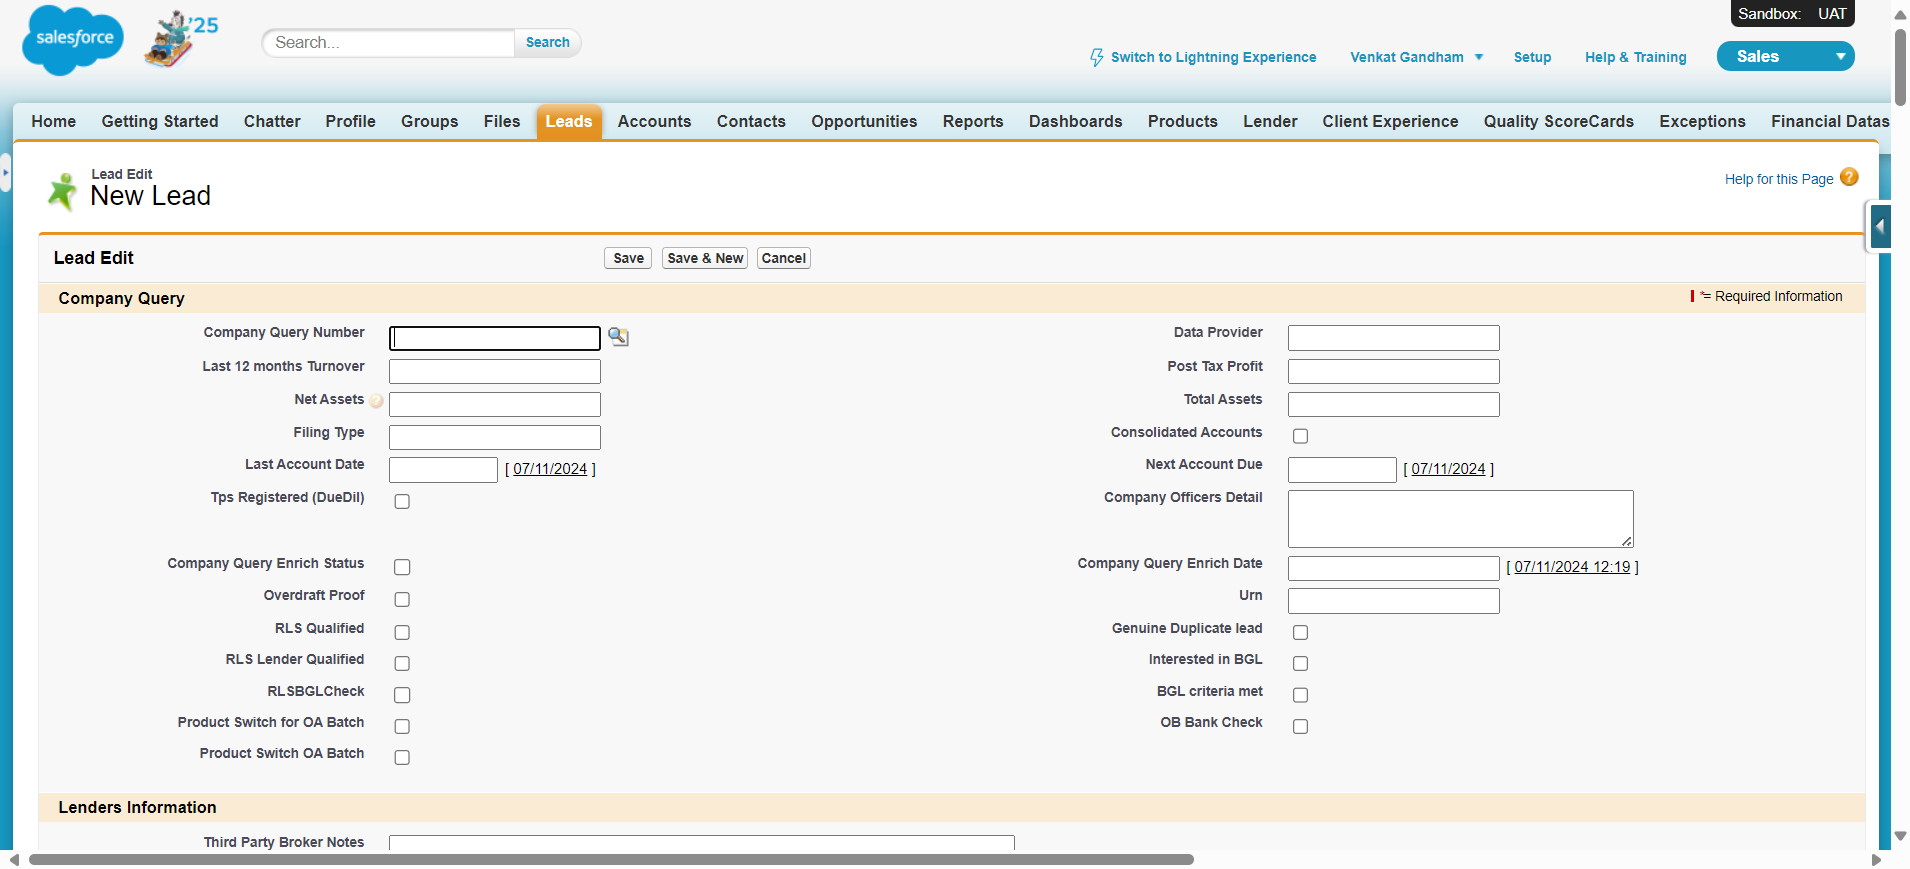 Sandbox: UAT
salesforce
'25
Search...
Search
Switch to Lightning Experience
Venkat Gandham
Setup
Help & Training
Sales
Home
Getting Started
Chatter
Profile
Groups
Files
Leads
Accounts
Contacts
Opportunities
Reports
Dashboards
Products
Lender
Client Experience
Quality ScoreCards
Exceptions
Financial Datas
Lead Edit
New Lead
Help for this Page
Lead Edit
Save
Save & New
Cancel
Company Query
*= Required Information
Company Query Number
Data Provider
Last 12 months Turnover
Post Tax Profit
Net Assets
Total Assets
Filing Type
Consolidated Accounts
Last Account Date
[ 07/11/2024 ]
Next Account Due
[ 07/11/2024 ]
Tps Registered (DueDil)
Company Officers Detail
Company Query Enrich Status
Company Query Enrich Date
[ 07/11/2024 12:19 ]
Overdraft Proof
Urn
RLS Qualified
Genuine Duplicate lead
RLS Lender Qualified
Interested in BGL
RLSBGLCheck
BGL criteria met
Product Switch for OA Batch
OB Bank Check
Product Switch OA Batch
Lenders Information
Third Party Broker Notes